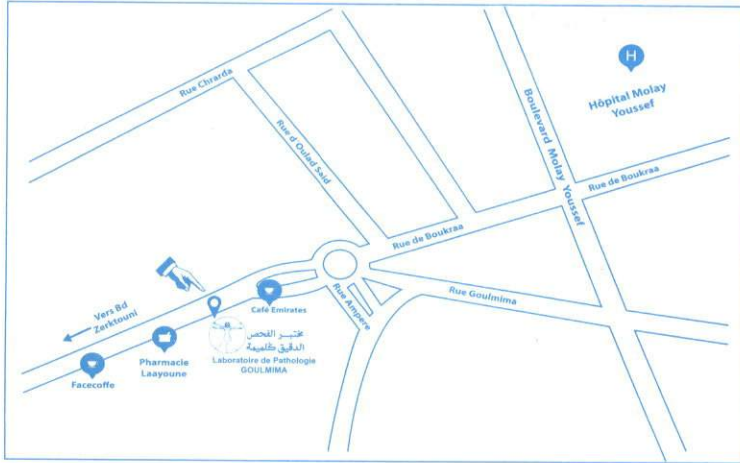 H
Hôpital Molay
Youssef
Rue Chrarda
Rue d'Oulad Said
Boulevard Molay Youssef
Rue de Boukraa
Rue de Boukraa
Rue Goulmima
Rue Ampere
Café Emirates
Vers Bd
Zerktouni
مختبر الفحص
الدقيق كلميمة
Laboratoire de Pathologie
GOULMIMA
Pharmacie
Laayoune
Facecoffe